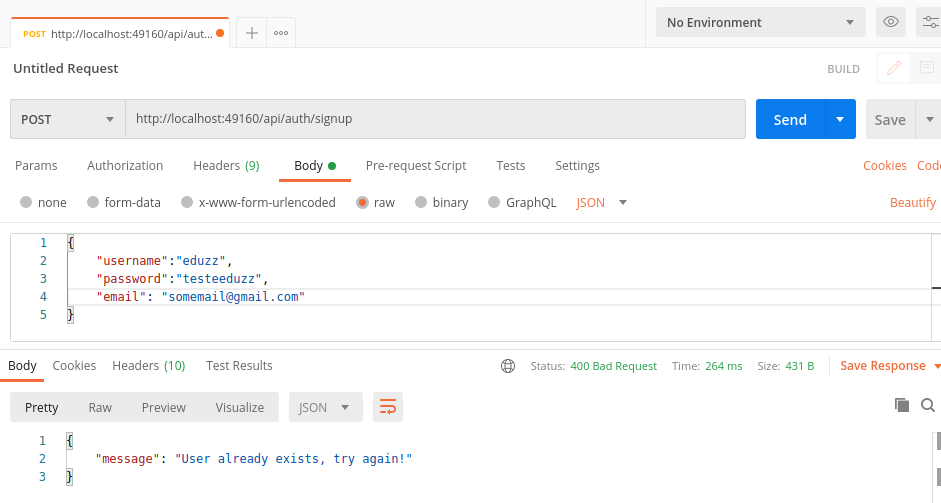 POST http://localhost:49160/api/aut...
No Environment
Untitled Request
BUILD
POST http://localhost:49160/api/auth/signup Send Save
Params Authorization Headers (9) Body Pre-request Script Tests Settings Cookies Code
none form-data x-www-form-urlencoded raw binary GraphQL JSON Beautify
1 {
2 "username":"eduzz",
3 "password":"testeeduzz",
4 "email": "somemail@gmail.com"
5 }
Body Cookies Headers (10) Test Results Status: 400 Bad Request Time: 264 ms Size: 431 B Save Response
Pretty Raw Preview Visualize JSON
1 {
2 "message": "User already exists, try again!"
3 }